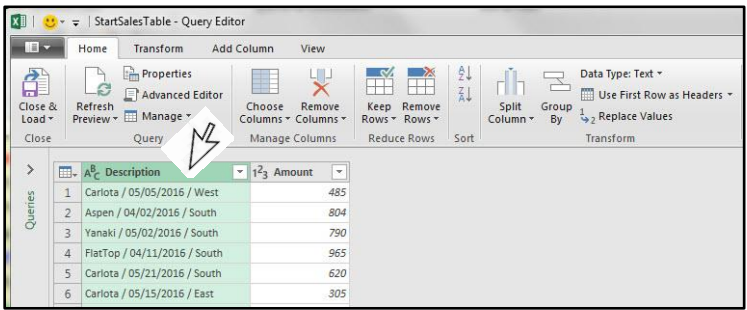 StartSalesTable - Query Editor
Home Transform Add Column View
Close & Load
Close
Refresh Preview
Properties
Advanced Editor
Manage
Query
Choose Columns
Remove Columns
Manage Columns
Keep Rows
Remove Rows
Reduce Rows
A Z
Z A
Sort
Split Column
Group By
Data Type: Text
Use First Row as Headers
1 2 Replace Values
Transform
Queries
ABC Description 123 Amount
1 Carlota / 05/05/2016 / West 485
2 Aspen / 04/02/2016 / South 804
3 Yanaki / 05/02/2016 / South 790
4 FlatTop / 04/11/2016 / South 965
5 Carlota / 05/21/2016 / South 620
6 Carlota / 05/15/2016 / East 305